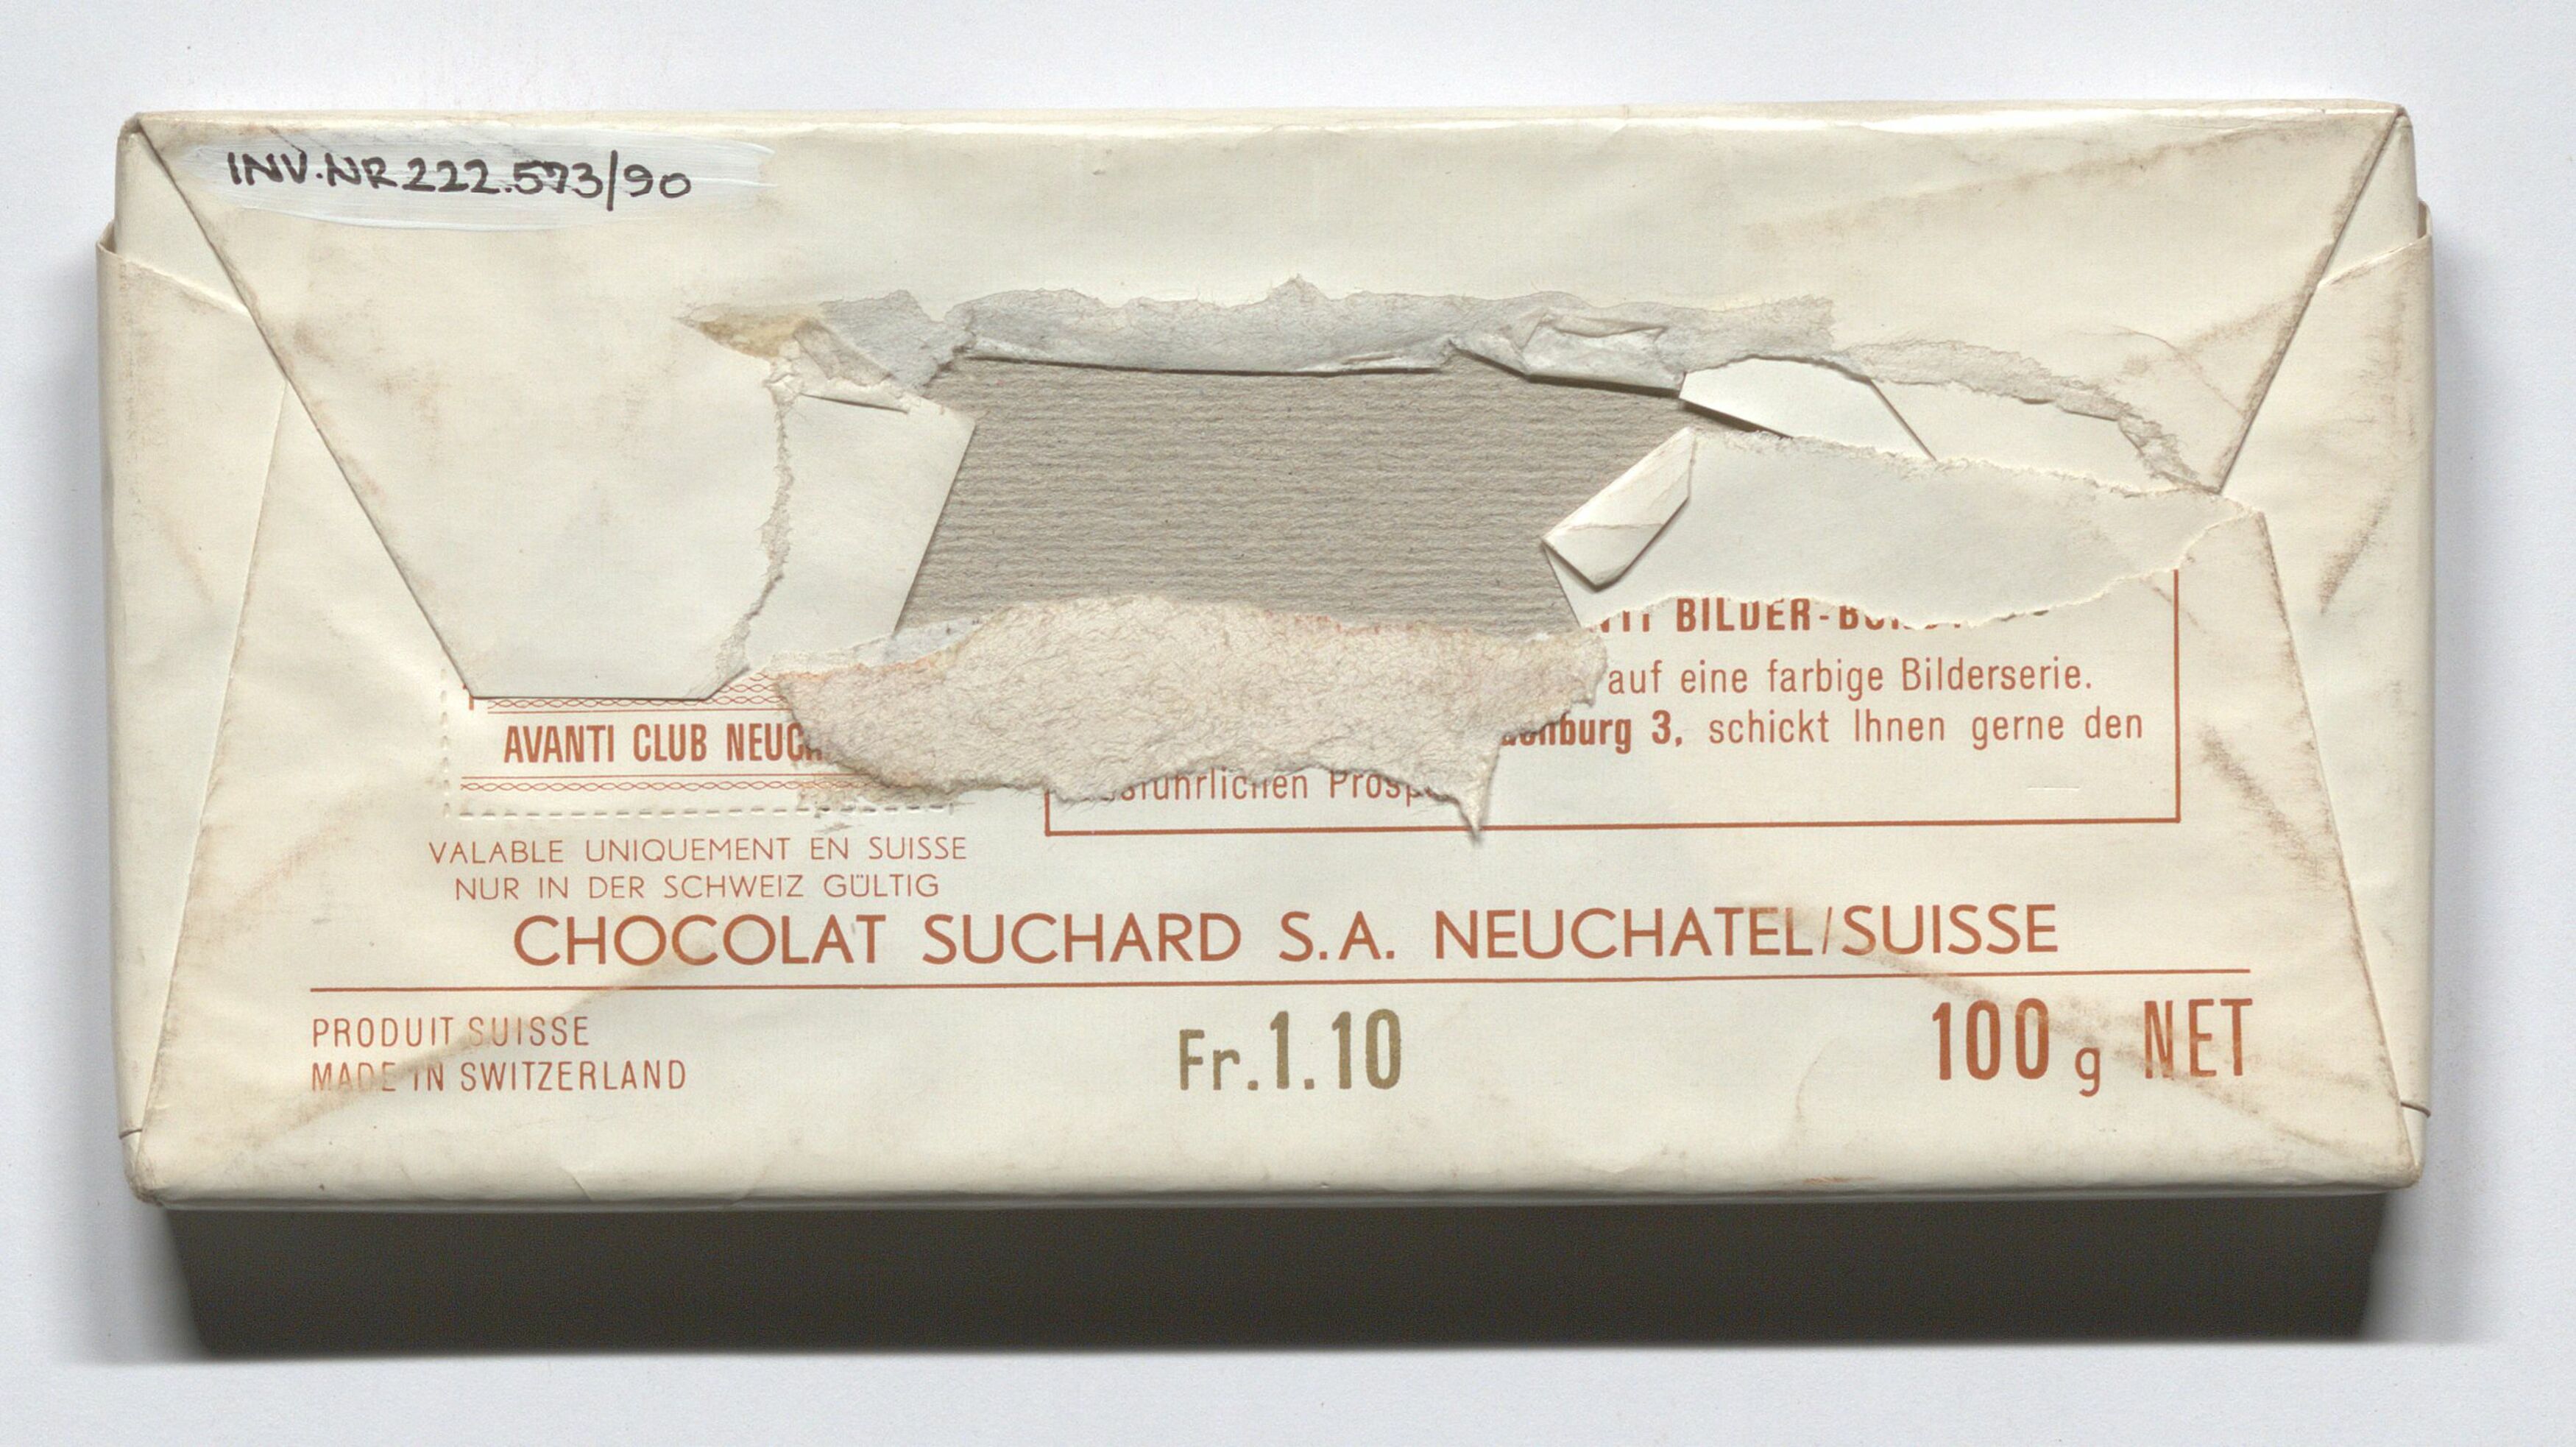 INV.NR 222.573/90
BILDER-
auf eine farbige Bilderserie.
AVANTI CLUB
3, schickt Ihnen gerne den
VALABLE UNIQUEMENT EN SUISSE
NUR IN DER SCHWEIZ GÜLTIG
CHOCOLAT SUCHARD S.A. NEUCHATEL/SUISSE
PRODUIT SUISSE
MADE IN SWITZERLAND
Fr. 1.10
100 g NET